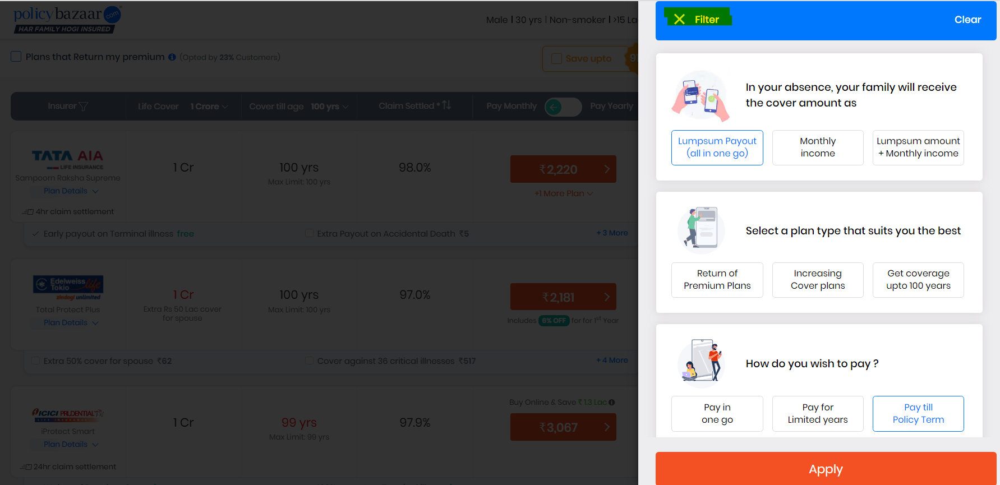 policybazaar.com
HAR FAMILY HOGI INSURED
Male | 30 yrs | Non-smoker | >15 La
Plans that Return my premium (Opted by 23% Customers)
Save upto
Insurer
Life Cover 1 Crore
Cover till age 100 yrs
Claim Settled *
Pay Monthly
Pay Yearly
TATA AIA
LIFE INSURANCE
Sampoorn Raksha Supreme
Plan Details
4hr claim settlement
1 Cr
100 yrs
Max Limit: 100 yrs
98.0%
₹2,220
+1 More Plan
Early payout on Terminal illness free
Extra Payout on Accidental Death ₹5
+ 3 More
Edelweiss
Tokio life
zindagi unlimited
Total Protect Plus
Plan Details
1 Cr
Extra Rs 50 Lac cover
for spouse
100 yrs
Max Limit: 100 yrs
97.0%
₹2,181
Includes 6% OFF for for 1st Year
Extra 50% cover for spouse ₹62
Cover against 36 critical illnesses ₹517
+ 4 More
ICICI PRUDENTIAL
LIFE INSURANCE
iProtect Smart
Plan Details
24hr claim settlement
1 Cr
99 yrs
Max Limit: 99 yrs
97.9%
Buy Online & Save ₹ 1.3 Lac
₹3,067
Filter
Clear
In your absence, your family will receive
the cover amount as
Lumpsum Payout
(all in one go)
Monthly
income
Lumpsum amount
+ Monthly income
Select a plan type that suits you the best
Return of
Premium Plans
Increasing
Cover plans
Get coverage
upto 100 years
How do you wish to pay ?
Pay in
one go
Pay for
Limited years
Pay till
Policy Term
Apply